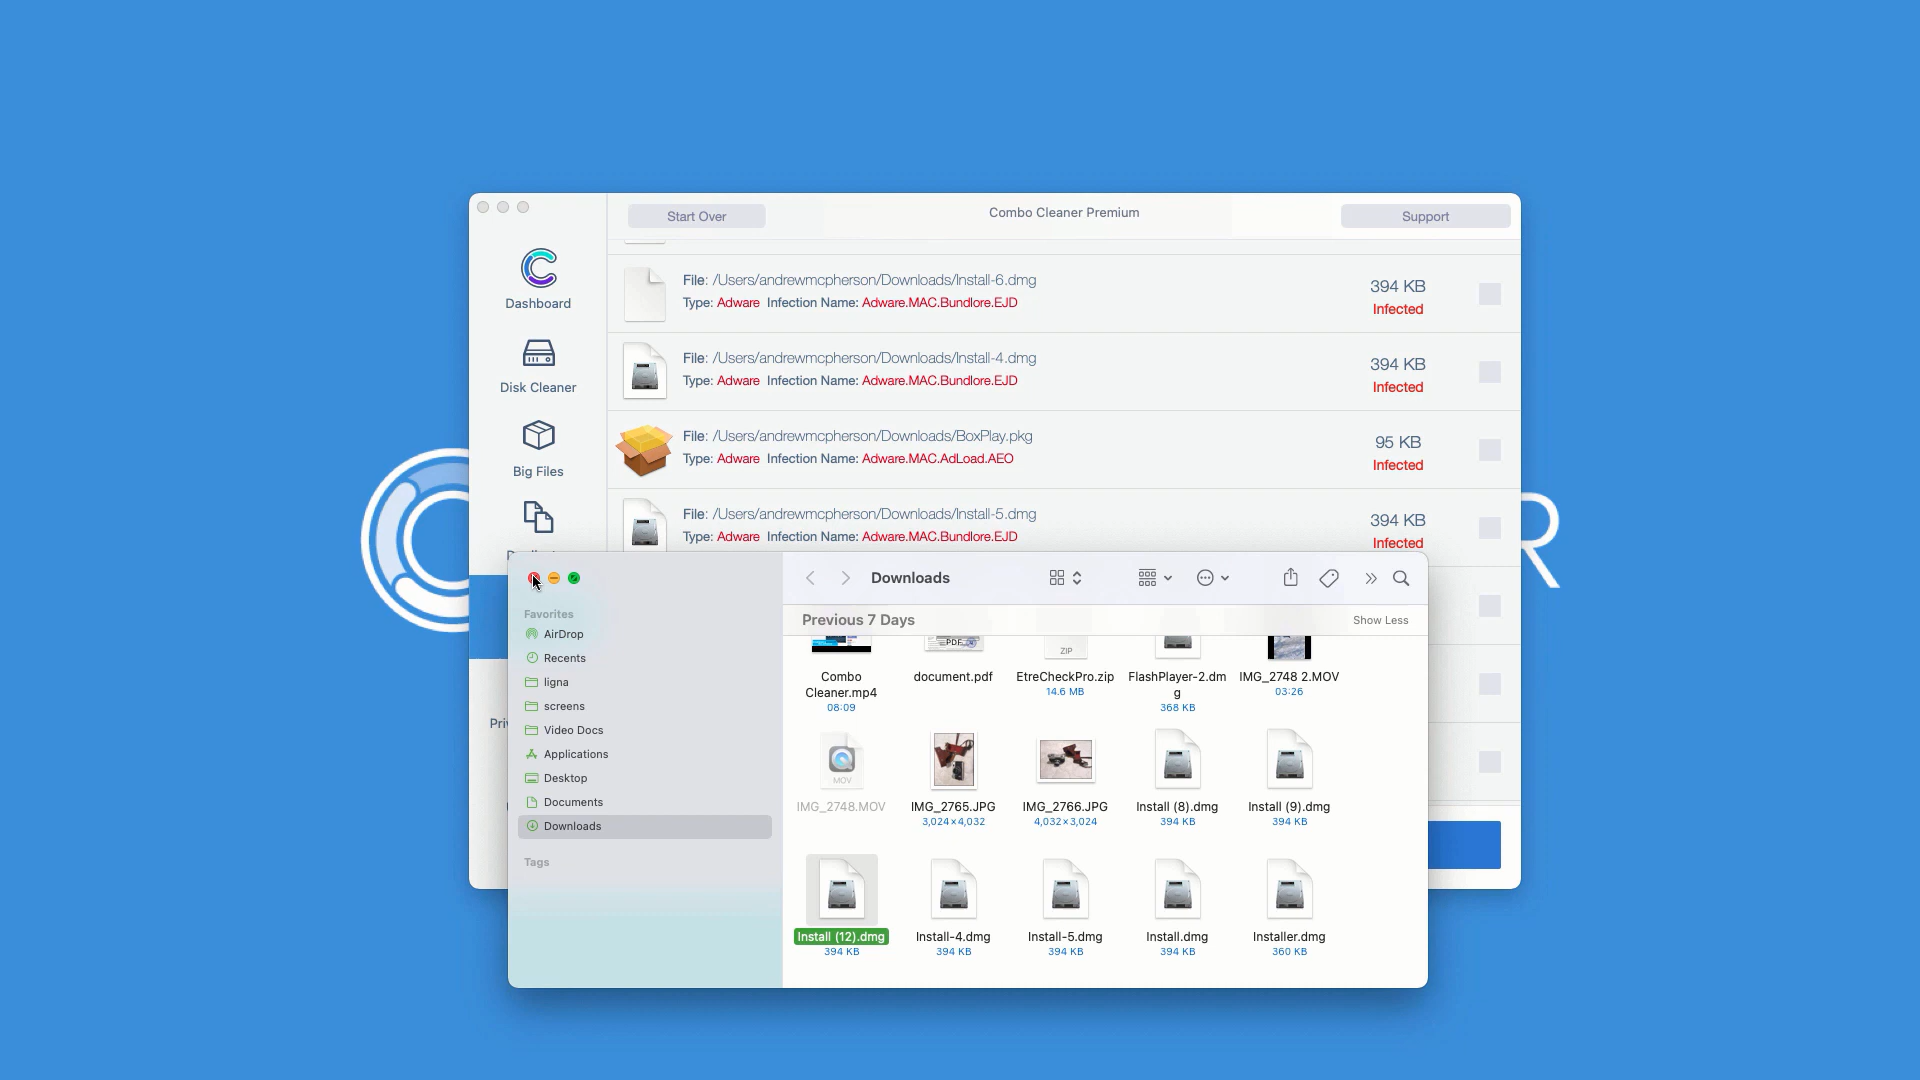 Start Over
Combo Cleaner Premium
Support
Dashboard
Disk Cleaner
Big Files
File: /Users/andrewmcpherson/Downloads/Install-6.dmg
Type: Adware Infection Name: Adware.MAC.Bundlore.EJD
394 KB
Infected
File: /Users/andrewmcpherson/Downloads/Install-4.dmg
Type: Adware Infection Name: Adware.MAC.Bundlore.EJD
394 KB
Infected
File: /Users/andrewmcpherson/Downloads/BoxPlay.pkg
Type: Adware Infection Name: Adware.MAC.AdLoad.AEO
95 KB
Infected
File: /Users/andrewmcpherson/Downloads/Install-5.dmg
Type: Adware Infection Name: Adware.MAC.Bundlore.EJD
394 KB
Infected
R
Pri
Favorites
AirDrop
Recents
ligna
screens
Video Docs
Applications
Desktop
Documents
Downloads
Tags
Downloads
Previous 7 Days
Show Less
PDF
ZIP
Combo
Cleaner.mp4
08:09
document.pdf
EtreCheckPro.zip
14.6 MB
FlashPlayer-2.dm
g
368 KB
IMG_2748 2.MOV
03:26
MOV
IMG_2748.MOV
IMG_2765.JPG
3,024×4,032
IMG_2766.JPG
4,032×3,024
Install (8).dmg
394 KB
Install (9).dmg
394 KB
Install (12).dmg
394 KB
Install-4.dmg
394 KB
Install-5.dmg
394 KB
Install.dmg
394 KB
Installer.dmg
360 KB